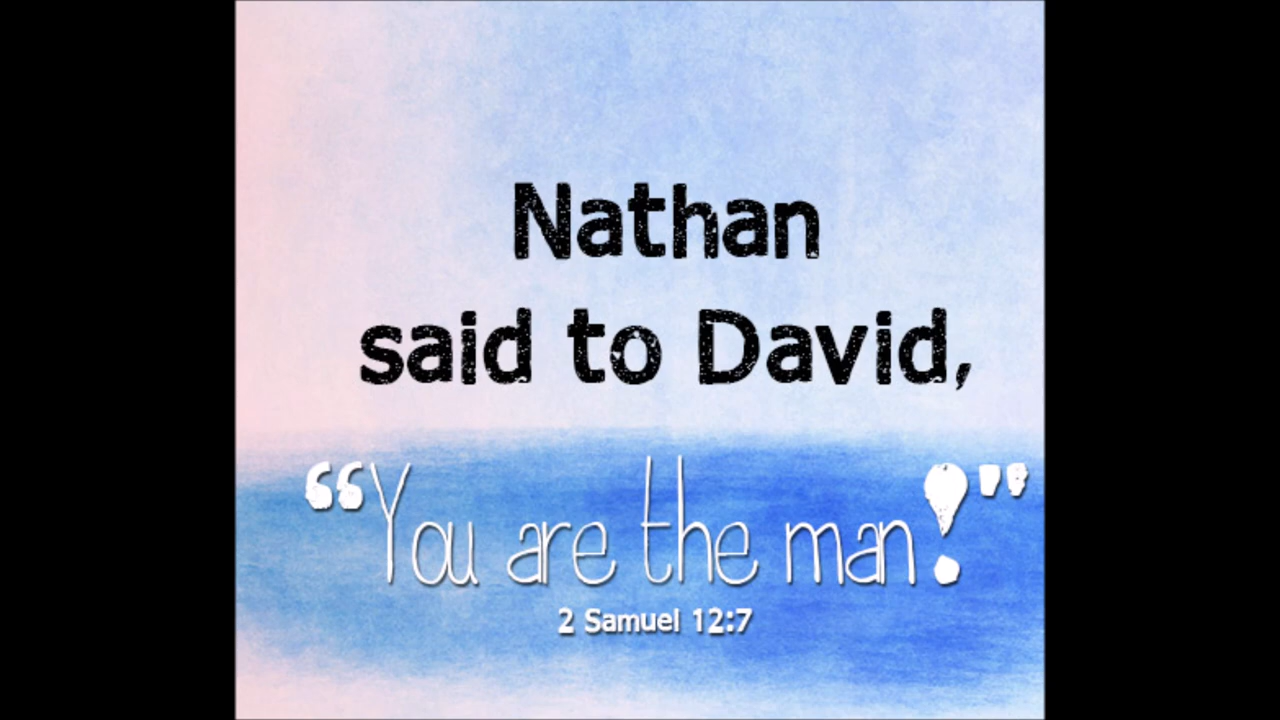 Nathan
said to David,
“You are the man!"
2 Samuel 12:7